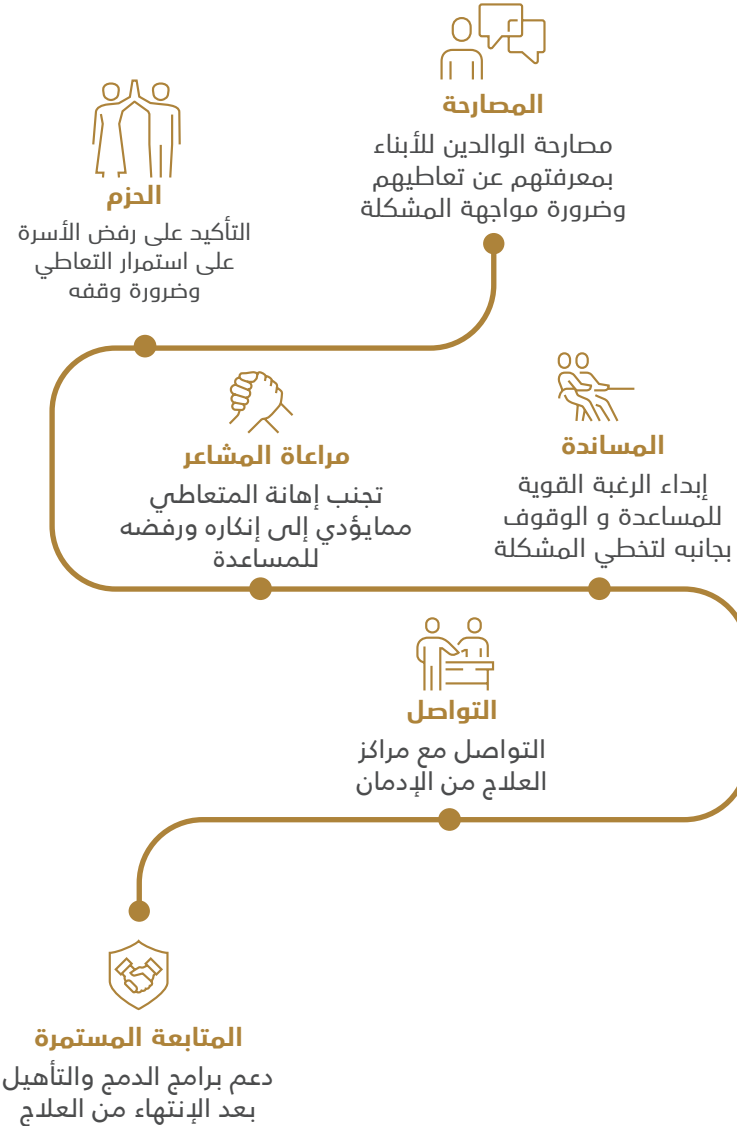 المصارحة
مصارحة الوالدين للأبناء
بمعرفتهم عن تعاطيهم
وضرورة مواجهة المشكلة
الحزم
التأكيد على رفض الأسرة
على استمرار التعاطي
وضرورة وقفه
مراعاة المشاعر
تجنب إهانة المتعاطي
ممايؤدي إلى إنكاره ورفضه
للمساعدة
المساندة
إبداء الرغبة القوية
للمساعدة و الوقوف
بجانبه لتخطي المشكلة
التواصل
التواصل مع مراكز
العلاج من الإدمان
المتابعة المستمرة
دعم برامج الدمج والتأهيل
بعد الإنتهاء من العلاج